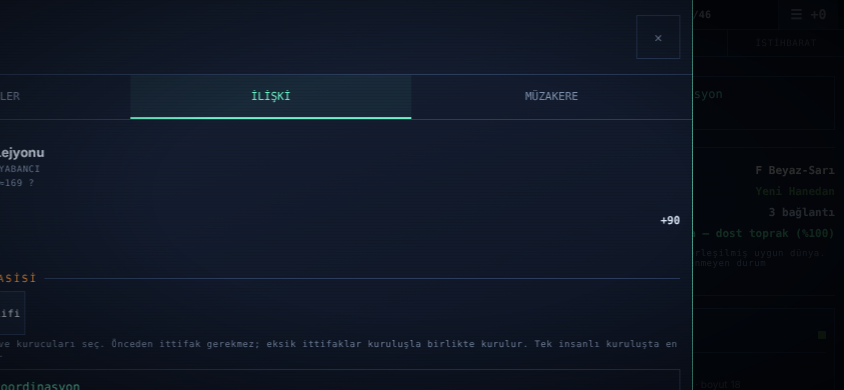 /46
☰ +0
×
İSTİHBARAT
LER
İLİŞKİ
MÜZAKERE
syon
ejyonu
YABANCI
≈169 ?
F Beyaz-Sarı
Yeni Hanedan
3 bağlantı
+90
— dost toprak (%100)
rleşilmiş uygun dünya.
nmeyen durum
ASİSİ
ifi
ve kurucuları seç. Önceden ittifak gerekmez; eksik ittifaklar kuruluşla birlikte kurulur. Tek insanlı kuruluşta en
oordinasyon